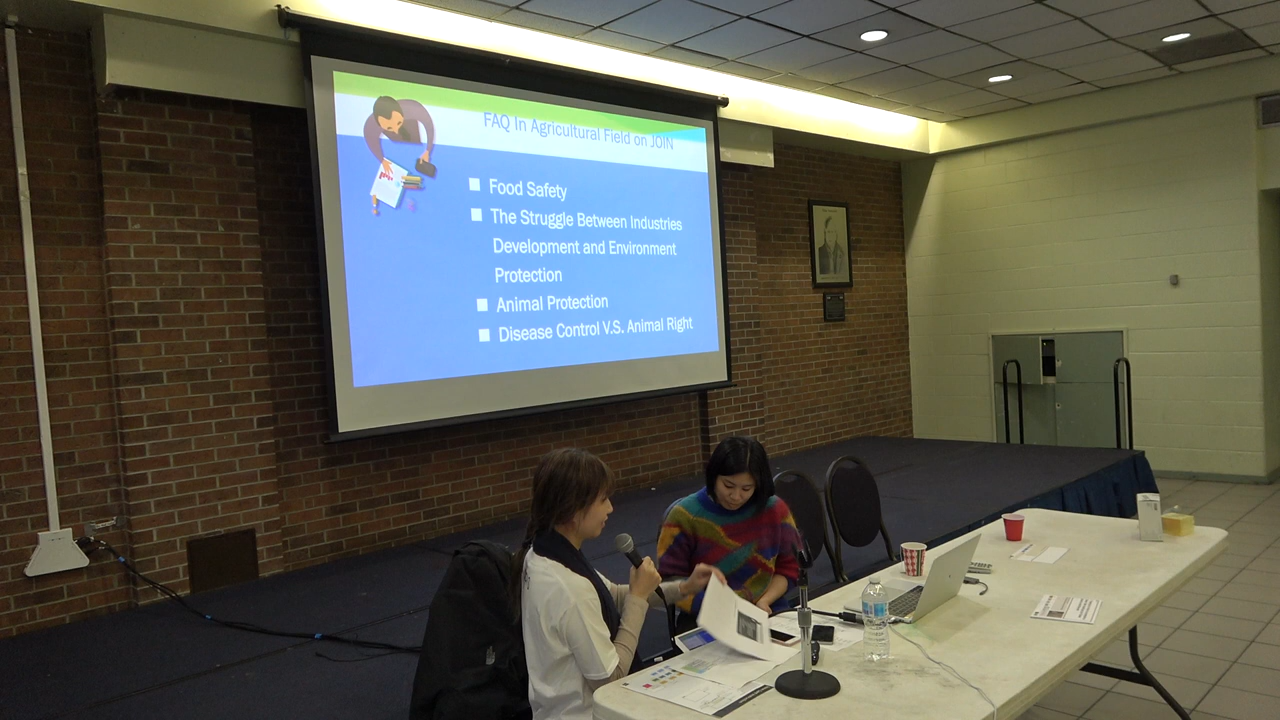 FAQ In Agricultural Field on JOIN
Food Safety
The Struggle Between Industries
Development and Environment
Protection
Animal Protection
Disease Control V.S. Animal Right